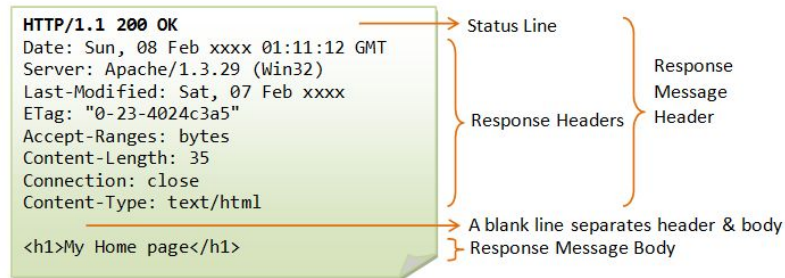 HTTP/1.1 200 OK
Date: Sun, 08 Feb xxxx 01:11:12 GMT
Server: Apache/1.3.29 (Win32)
Last-Modified: Sat, 07 Feb xxxx
ETag: "0-23-4024c3a5"
Accept-Ranges: bytes
Content-Length: 35
Connection: close
Content-Type: text/html
<h1>My Home page</h1>
Status Line
Response Headers
A blank line separates header & body
Response Message Body
Response
Message
Header